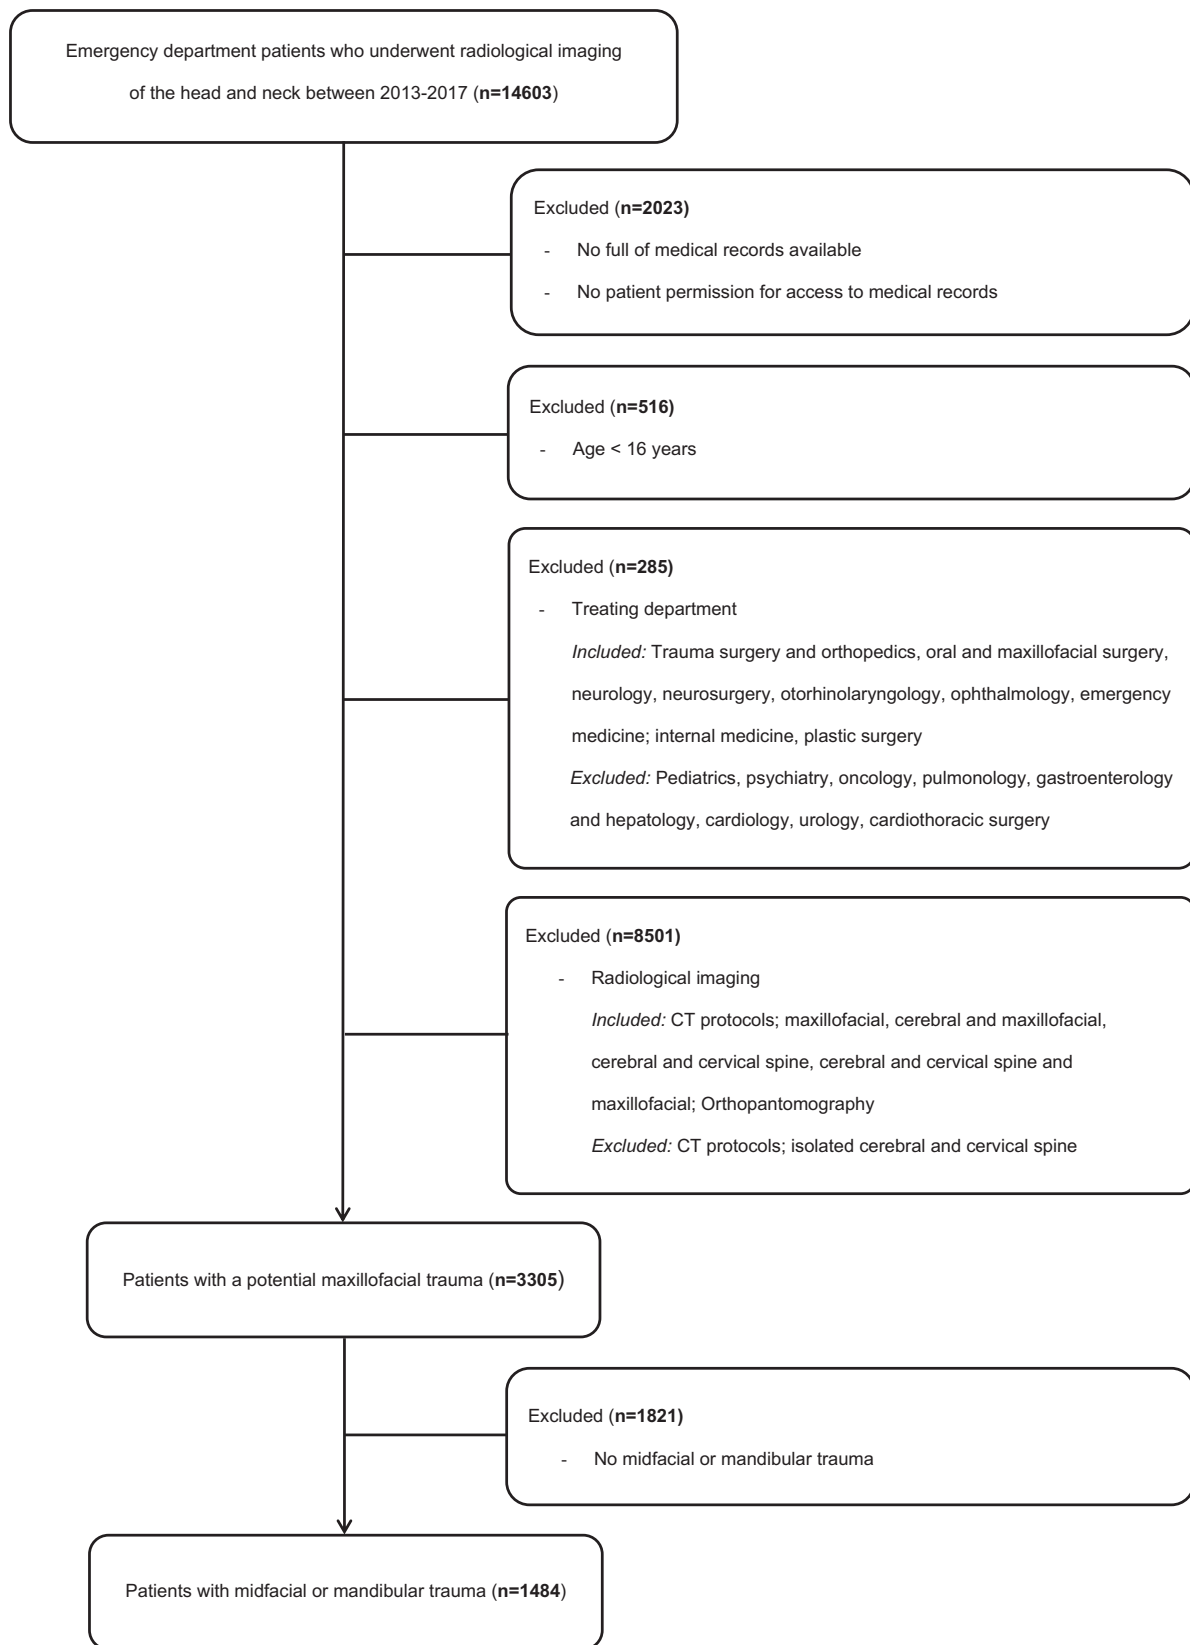 Emergency department patients who underwent radiological imaging
of the head and neck between 2013-2017 (n=14603)
Excluded (n=2023)
- No full of medical records available
- No patient permission for access to medical records
Excluded (n=516)
- Age < 16 years
Excluded (n=285)
- Treating department
Included: Trauma surgery and orthopedics, oral and maxillofacial surgery,
neurology, neurosurgery, otorhinolaryngology, ophthalmology, emergency
medicine; internal medicine, plastic surgery
Excluded: Pediatrics, psychiatry, oncology, pulmonology, gastroenterology
and hepatology, cardiology, urology, cardiothoracic surgery
Excluded (n=8501)
- Radiological imaging
Included: CT protocols; maxillofacial, cerebral and maxillofacial,
cerebral and cervical spine, cerebral and cervical spine and
maxillofacial; Orthopantomography
Excluded: CT protocols; isolated cerebral and cervical spine
Patients with a potential maxillofacial trauma (n=3305)
Excluded (n=1821)
- No midfacial or mandibular trauma
Patients with midfacial or mandibular trauma (n=1484)